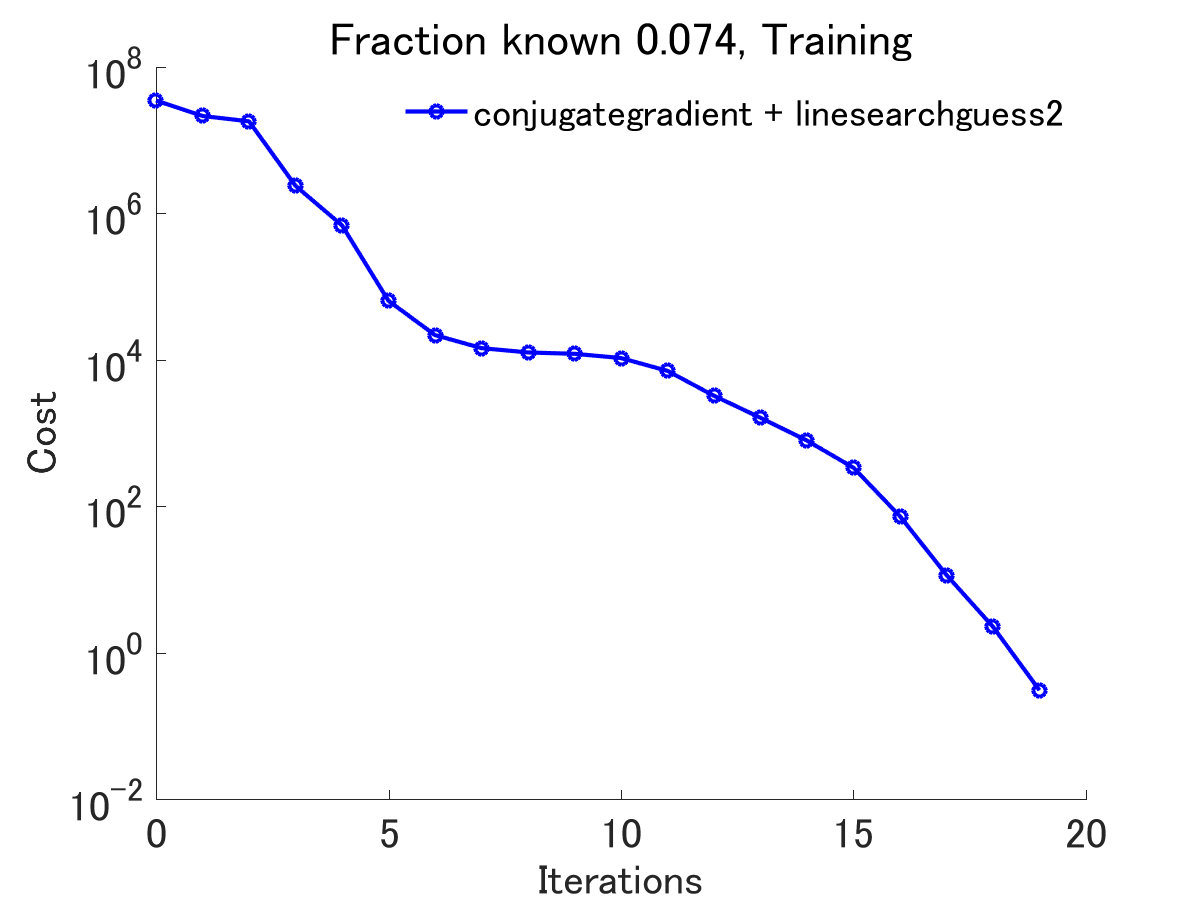 Fraction known 0.074, Training
conjugategradient + linesearchguess2
10^8
10^6
10^4
10^2
10^0
10^-2
Cost
0 5 10 15 20
Iterations